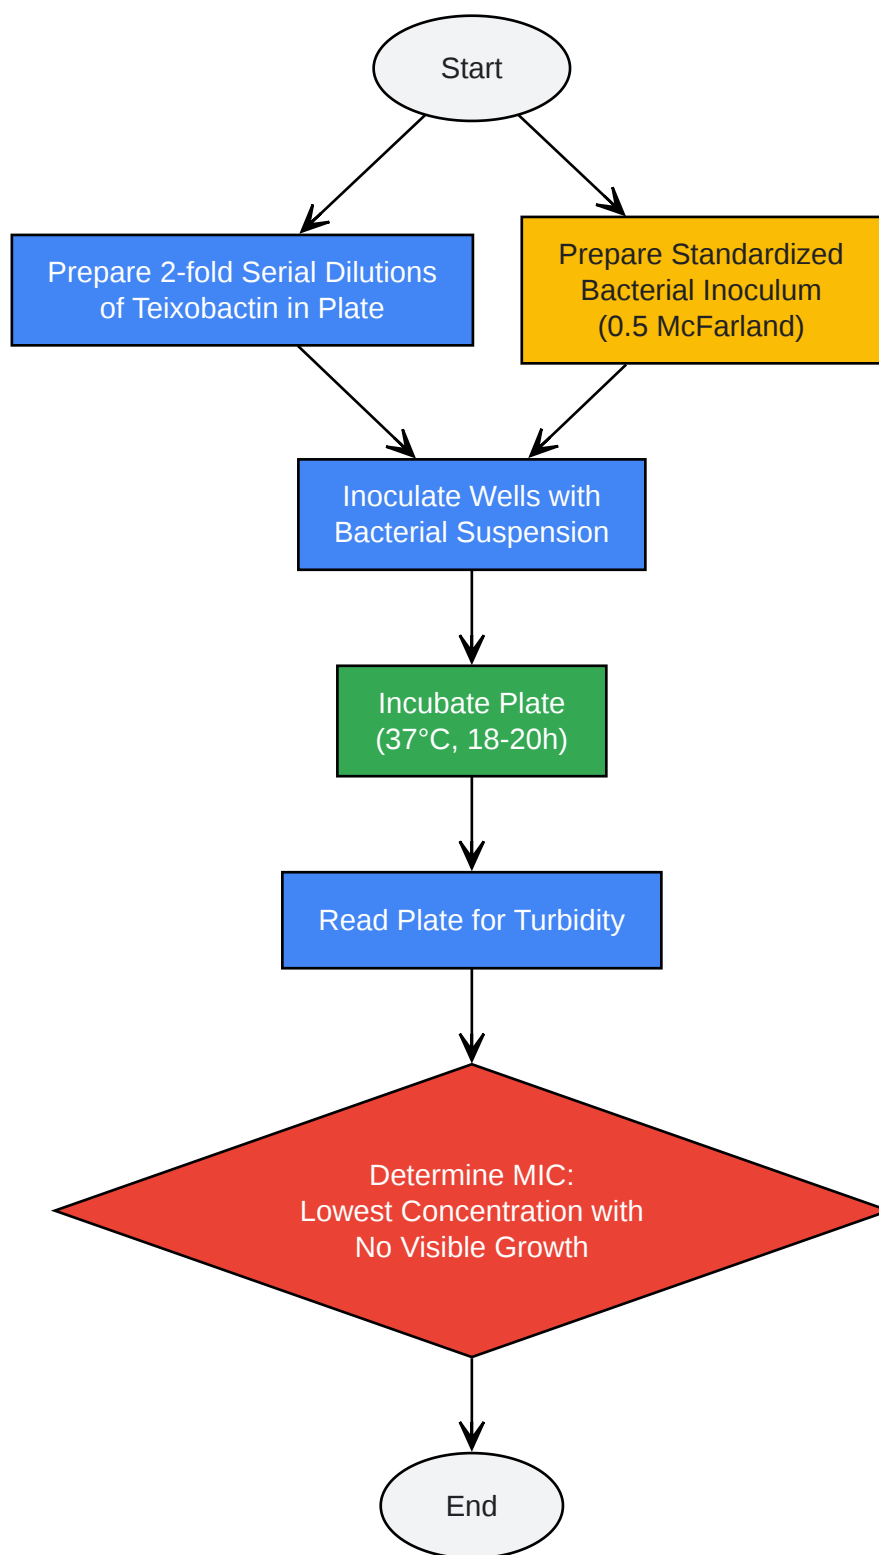 Start
Prepare 2-fold Serial Dilutions
of Teixobactin in Plate
Prepare Standardized
Bacterial Inoculum
(0.5 McFarland)
Inoculate Wells with
Bacterial Suspension
Incubate Plate
(37°C, 18-20h)
Read Plate for Turbidity
Determine MIC:
Lowest Concentration with
No Visible Growth
End